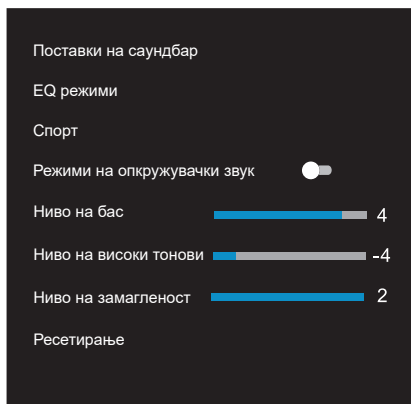 Поставки на саундбар
EQ режими
Спорт
Режими на опкружувачки звук
Ниво на бас 4
Ниво на високи тонови -4
Ниво на замагленост 2
Ресетирање